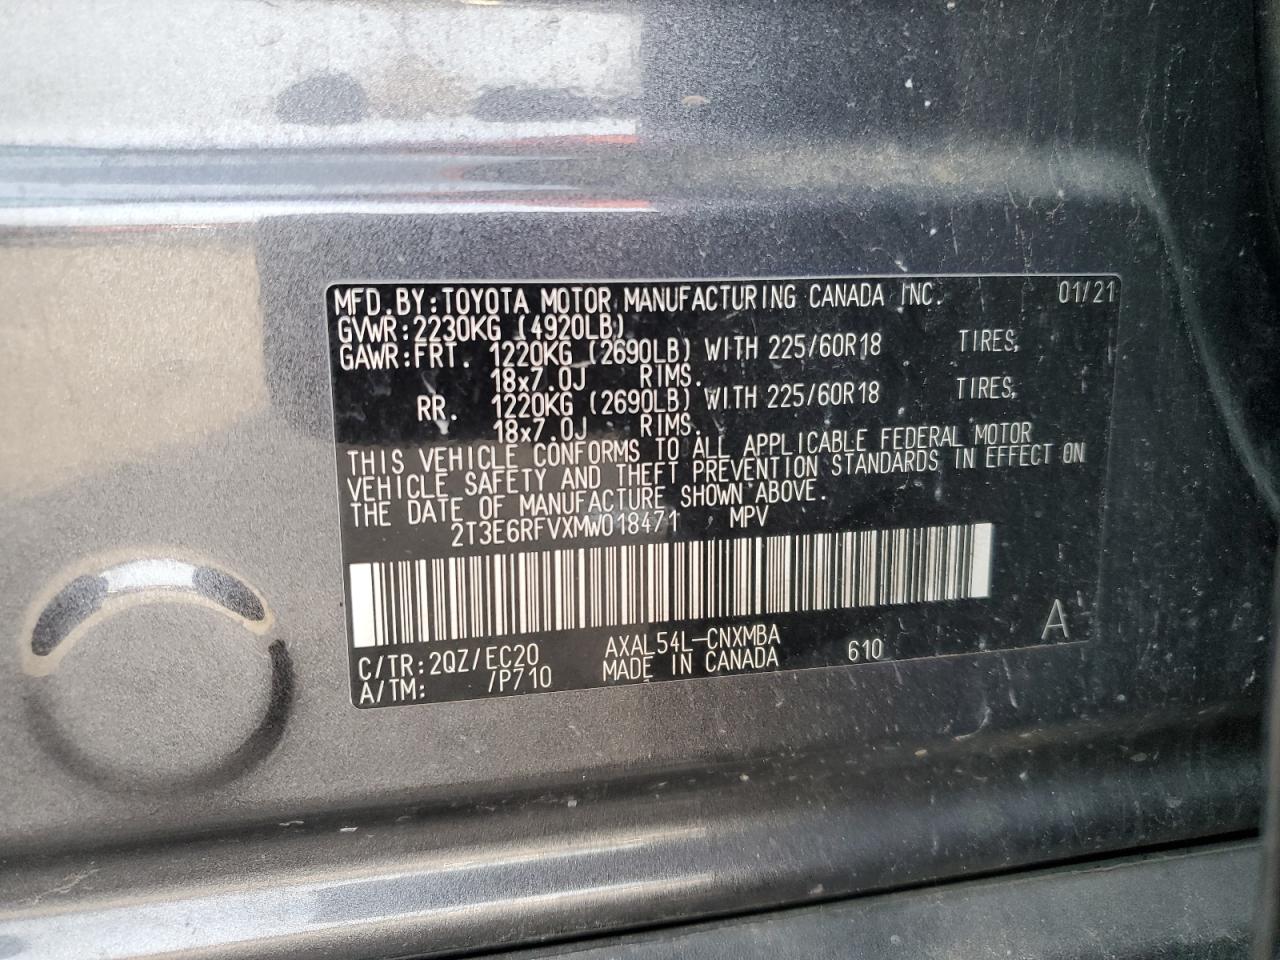 MFD.BY:TOYOTA MOTOR MANUFACTURING CANADA INC. 01/21
GVWR:2230KG (4920LB)
GAWR:FRT. 1220KG (2690LB) WITH 225/60R18 TIRES,
18x7.0J RIMS.
RR. 1220KG (2690LB) WITH 225/60R18 TIRES,
18x7.0J RIMS.
THIS VEHICLE CONFORMS TO ALL APPLICABLE FEDERAL MOTOR
VEHICLE SAFETY AND THEFT PREVENTION STANDARDS IN EFFECT ON
THE DATE OF MANUFACTURE SHOWN ABOVE.
2T3E6RFVXMW018471 MPV
C/TR:2QZ/EC20 AXAL54L-CNXMBA 610 A
A/TM: /P710 MADE IN CANADA